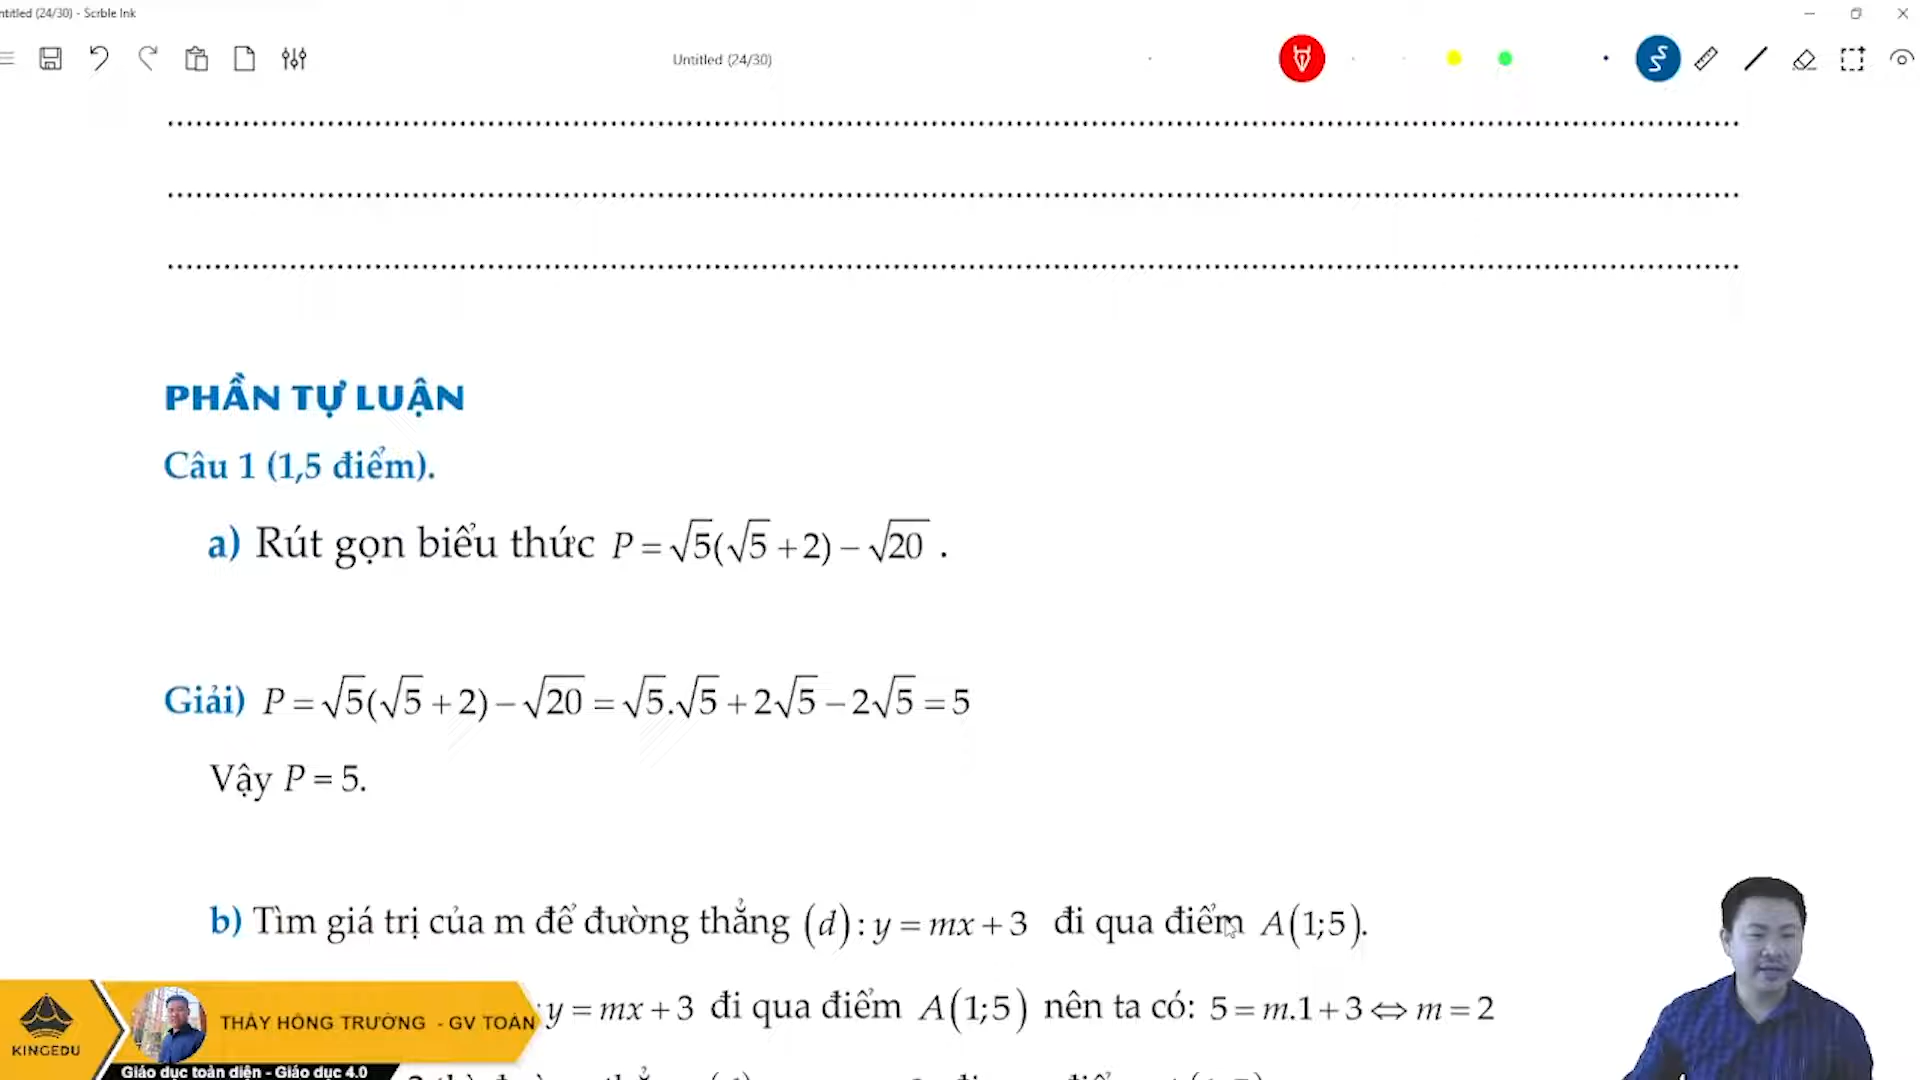 ntitled (24/30) - Scrble Ink
Untitled (24/30)
PHẦN TỰ LUẬN
Câu 1 (1,5 điểm).
a) Rút gọn biểu thức P = √5(√5 + 2) − √20 .
Giải) P = √5(√5 + 2) − √20 = √5.√5 + 2√5 − 2√5 = 5
Vậy P = 5.
b) Tìm giá trị của m để đường thẳng (d): y = mx + 3 đi qua điểm A(1;5).
y = mx + 3 đi qua điểm A(1;5) nên ta có: 5 = m.1 + 3 ⇔ m = 2
THẦY HỒNG TRƯỜNG - GV TOÁN
KINGEDU
Giáo dục toàn diện - Giáo dục 4.0